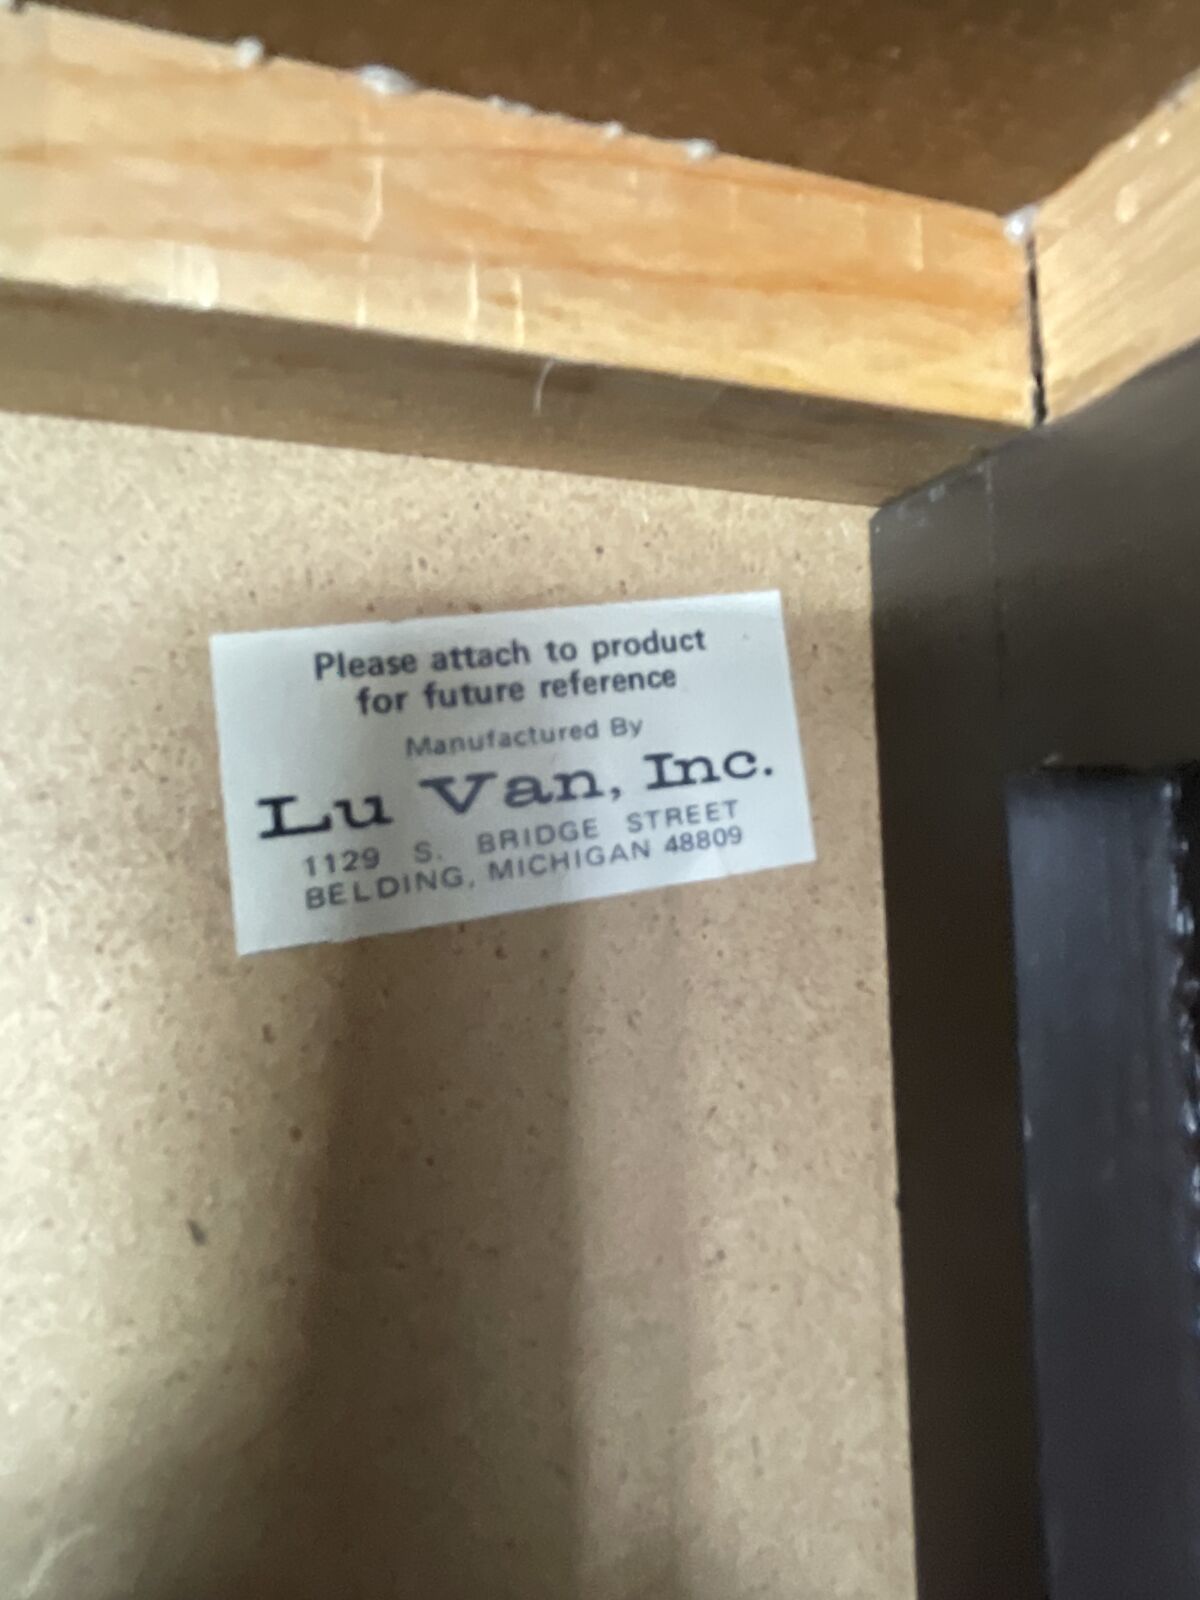 Please attach to product
for future reference
Manufactured By
Lu Van, Inc.
1129 S. BRIDGE STREET
BELDING, MICHIGAN 48809